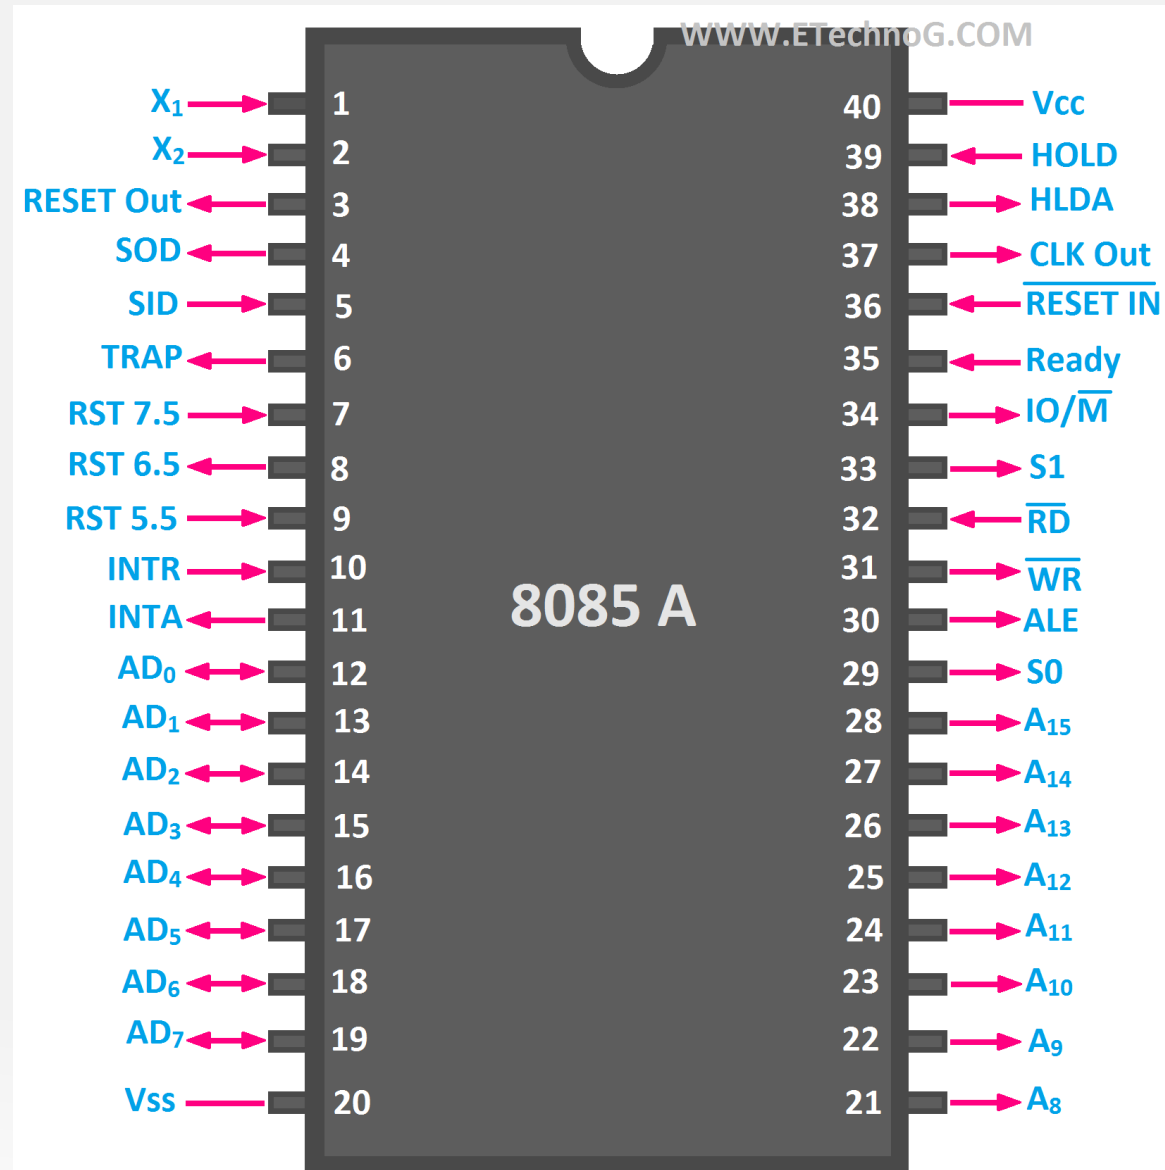 WWW.ETechnoG.COM
X₁ 1 40 Vcc
X₂ 2 39 HOLD
RESET Out 3 38 HLDA
SOD 4 37 CLK Out
SID 5 36 R̅E̅S̅E̅T̅ ̅I̅N̅
TRAP 6 35 Ready
RST 7.5 7 34 IO/M̅
RST 6.5 8 33 S1
RST 5.5 9 32 R̅D̅
INTR 10 31 W̅R̅
8085 A
INTA 11 30 ALE
AD₀ 12 29 S0
AD₁ 13 28 A₁₅
AD₂ 14 27 A₁₄
AD₃ 15 26 A₁₃
AD₄ 16 25 A₁₂
AD₅ 17 24 A₁₁
AD₆ 18 23 A₁₀
AD₇ 19 22 A₉
Vss 20 21 A₈